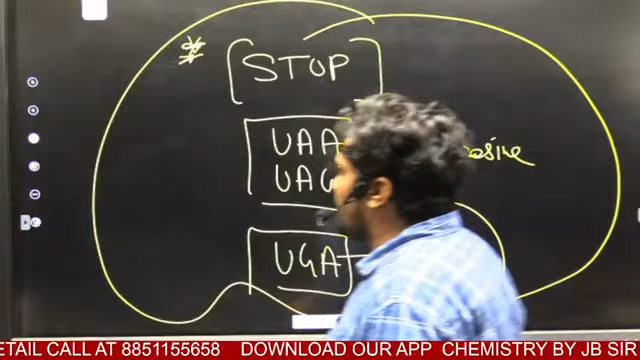 * STOP
UAA
UAG
UGA
ETAIL CALL AT 8851155658 DOWNLOAD OUR APP CHEMISTRY BY JB SIR